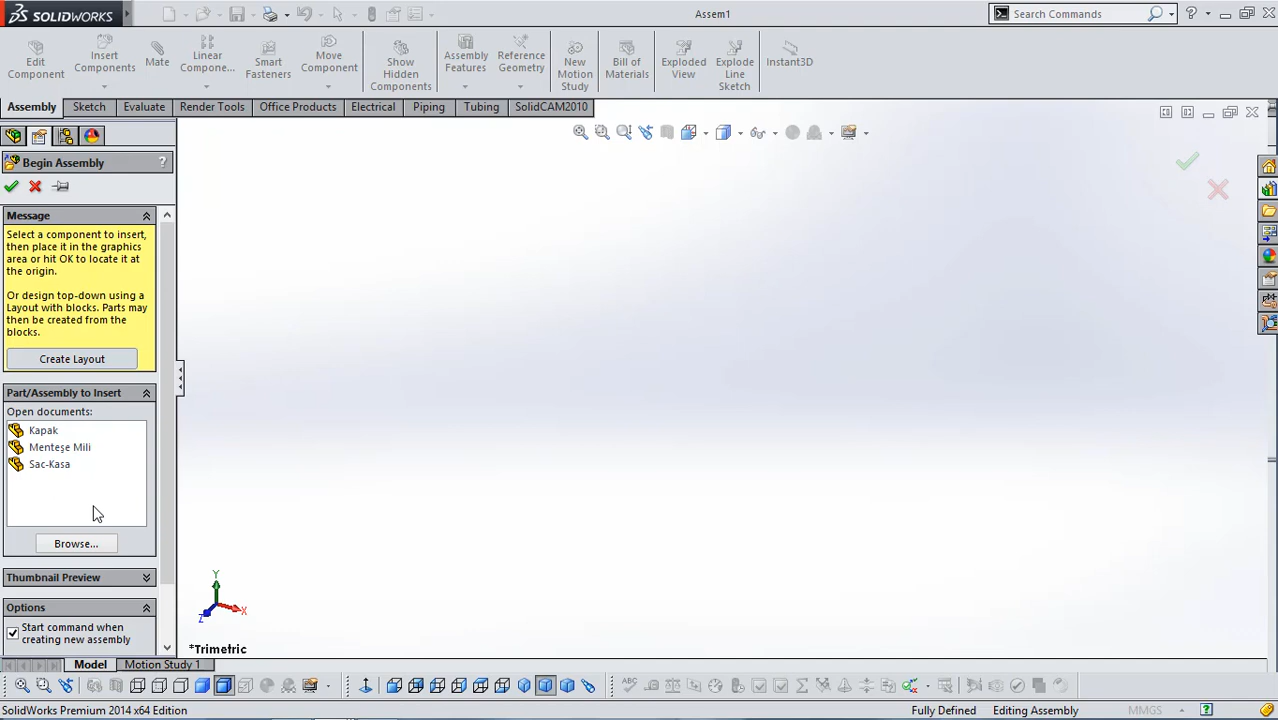 SOLIDWORKS
Assem1
Search Commands
Edit
Component
Insert
Components
Mate
Linear
Compone...
Smart
Fasteners
Move
Component
Show
Hidden
Components
Assembly
Features
Reference
Geometry
New
Motion
Study
Bill of
Materials
Exploded
View
Explode
Line
Sketch
Instant3D
Assembly
Sketch
Evaluate
Render Tools
Office Products
Electrical
Piping
Tubing
SolidCAM2010
Begin Assembly
?
Message
Select a component to insert,
then place it in the graphics
area or hit OK to locate it at
the origin.
Or design top-down using a
Layout with blocks. Parts may
then be created from the
blocks.
Create Layout
Part/Assembly to Insert
Open documents:
Kapak
Menteşe Mili
Sac-Kasa
Browse...
Thumbnail Preview
Options
Start command when
creating new assembly
Y
X
Z
*Trimetric
Model
Motion Study 1
SolidWorks Premium 2014 x64 Edition
Fully Defined
Editing Assembly
MMGS
?